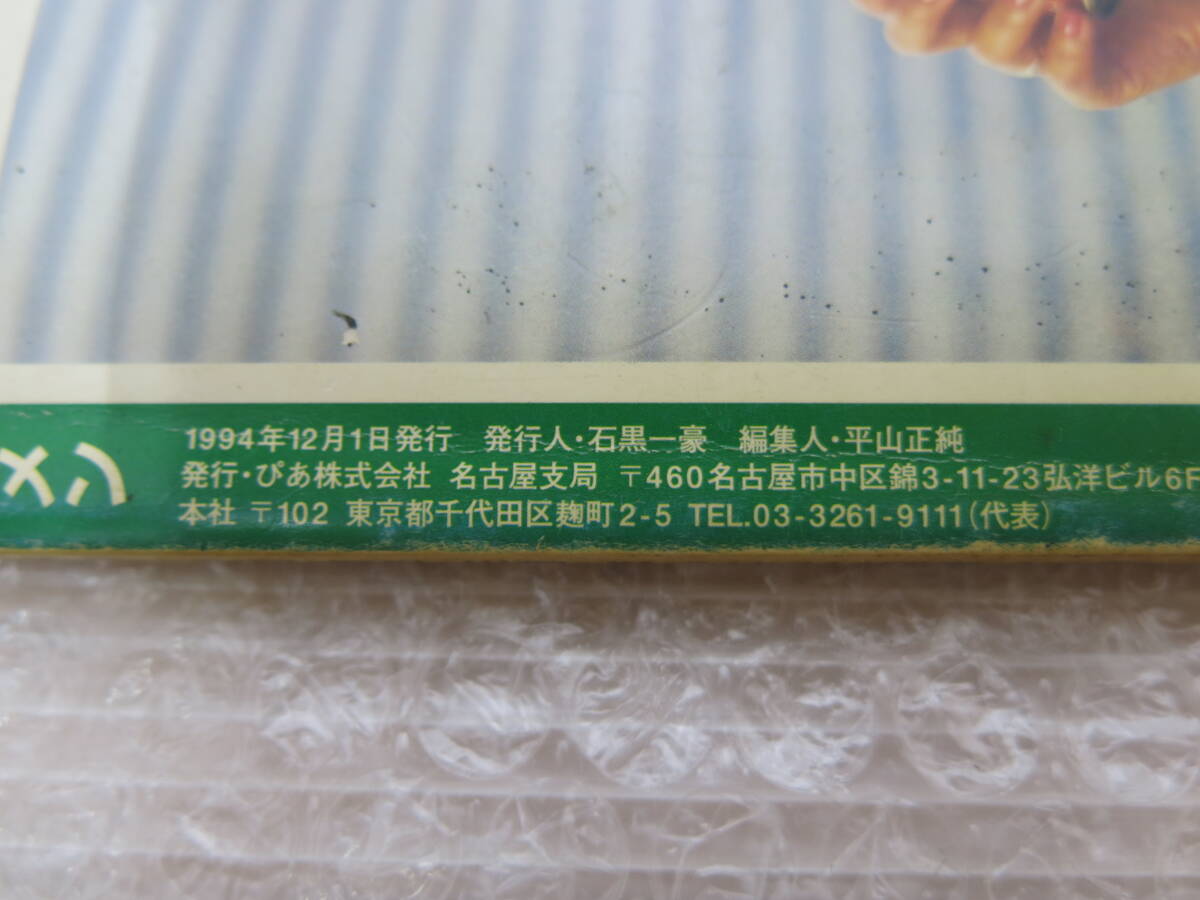 メン
1994年12月1日発行 発行人・石黒一豪 編集人・平山正純
発行・ぴあ株式会社 名古屋支局 〒460名古屋市中区錦3-11-23弘洋ビル6F
本社 〒102 東京都千代田区麹町2-5 TEL.03-3261-9111(代表)